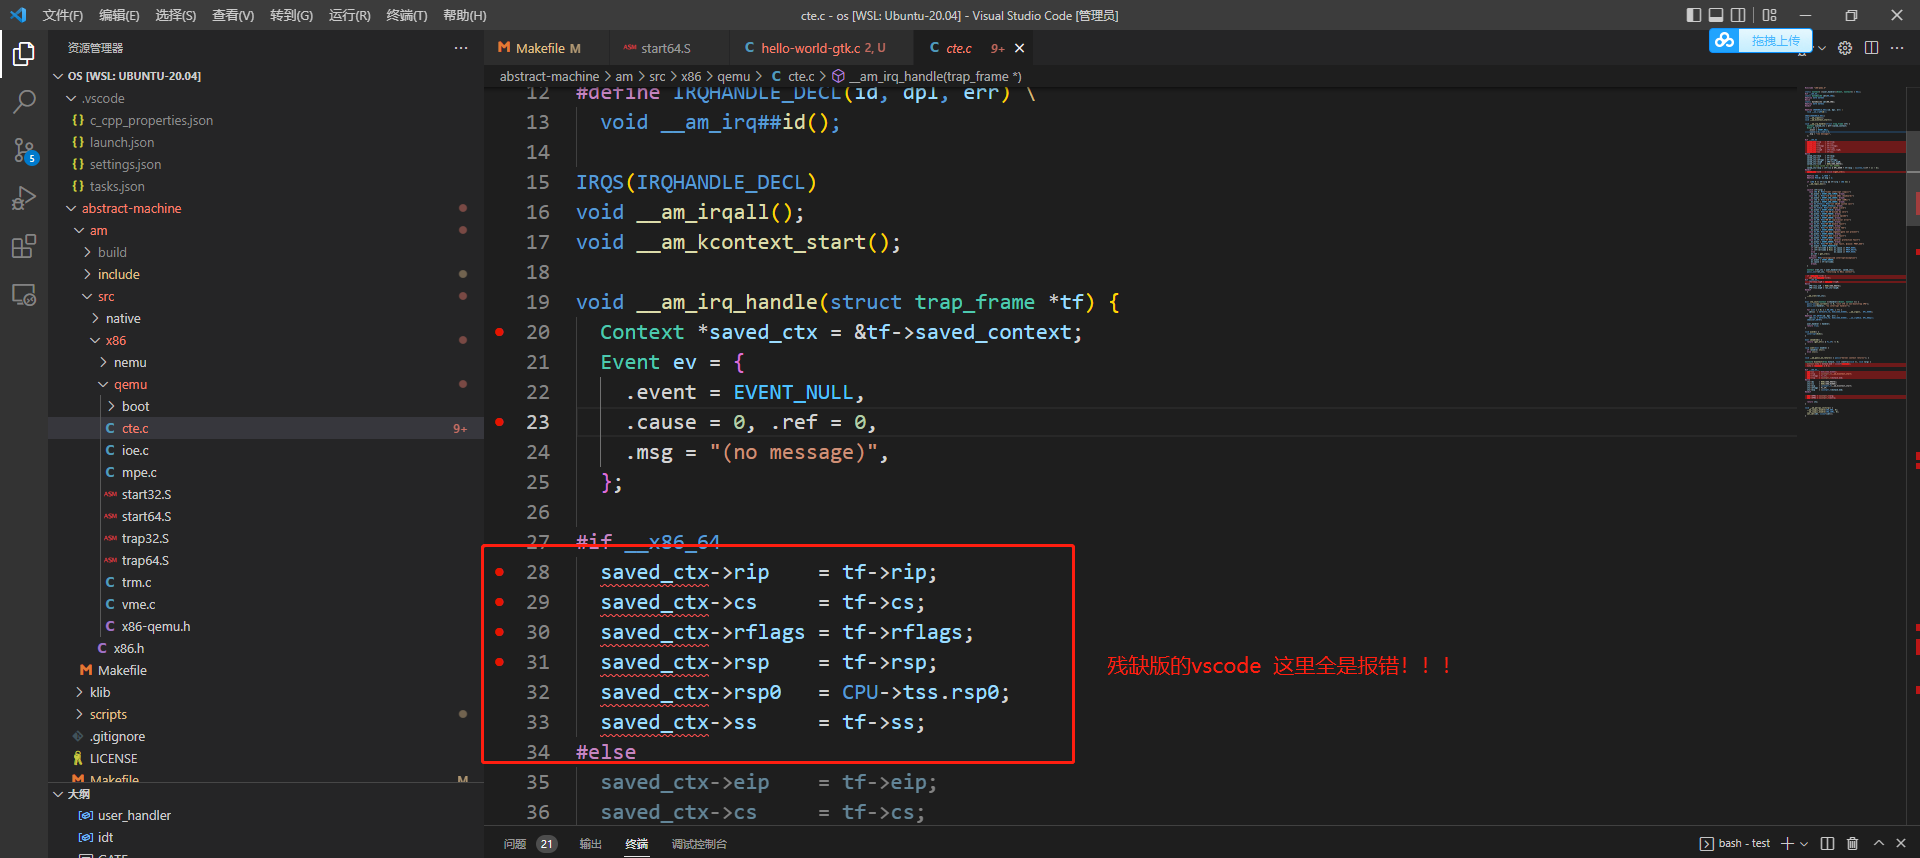 文件(F) 编辑(E) 选择(S) 查看(V) 转到(G) 运行(R) 终端(T) 帮助(H)
cte.c - os [WSL: Ubuntu-20.04] - Visual Studio Code [管理员]
资源管理器
OS [WSL: UBUNTU-20.04]
.vscode
c_cpp_properties.json
launch.json
settings.json
tasks.json
abstract-machine
am
build
include
src
native
x86
nemu
qemu
boot
C cte.c 9+
C ioe.c
C mpe.c
ASM start32.S
ASM start64.S
ASM trap32.S
ASM trap64.S
C trm.c
C vme.c
C x86-qemu.h
C x86.h
M Makefile
klib
scripts
.gitignore
LICENSE
M Makefile M
大纲
user_handler
idt
GATE
5
M Makefile M
ASM start64.S
C hello-world-gtk.c 2, U
C cte.c 9+
拖拽上传
abstract-machine > am > src > x86 > qemu > C cte.c > __am_irq_handle(trap_frame *)
12 #define IRQHANDLE_DECL(id, dpl, err) \
13 void __am_irq##id();
14
15 IRQS(IRQHANDLE_DECL)
16 void __am_irqall();
17 void __am_kcontext_start();
18
19 void __am_irq_handle(struct trap_frame *tf) {
20 Context *saved_ctx = &tf->saved_context;
21 Event ev = {
22 .event = EVENT_NULL,
23 .cause = 0, .ref = 0,
24 .msg = "(no message)",
25 };
26
27 #if __x86_64
28 saved_ctx->rip = tf->rip;
29 saved_ctx->cs = tf->cs;
30 saved_ctx->rflags = tf->rflags;
31 saved_ctx->rsp = tf->rsp;
32 saved_ctx->rsp0 = CPU->tss.rsp0;
33 saved_ctx->ss = tf->ss;
34 #else
35 saved_ctx->eip = tf->eip;
36 saved_ctx->cs = tf->cs;
残缺版的vscode 这里全是报错！！！
问题 21 输出 终端 调试控制台
bash - test